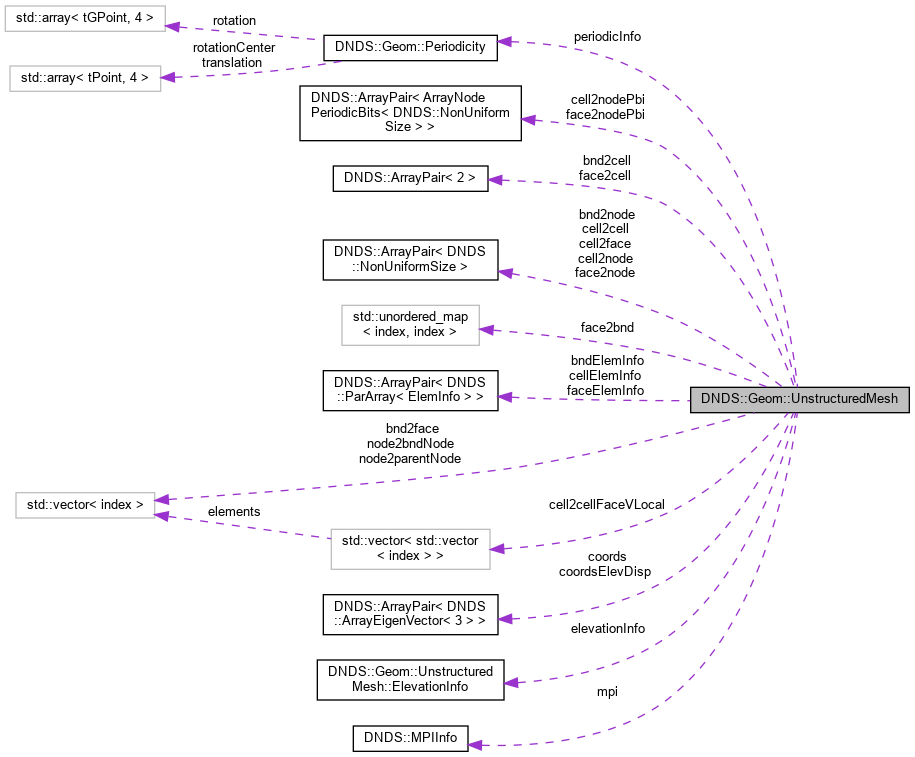 std::array< tGPoint, 4 >
rotation
periodicInfo
DNDS::Geom::Periodicity
rotationCenter
translation
std::array< tPoint, 4 >
DNDS::ArrayPair< ArrayNode
PeriodicBits< DNDS::NonUniform
Size > >
cell2nodePbi
face2nodePbi
DNDS::ArrayPair< 2 >
bnd2cell
face2cell
DNDS::ArrayPair< DNDS
::NonUniformSize >
bnd2node
cell2cell
cell2face
cell2node
face2node
std::unordered_map
< index, index >
face2bnd
DNDS::ArrayPair< DNDS
::ParArray< ElemInfo > >
bndElemInfo
cellElemInfo
faceElemInfo
DNDS::Geom::UnstructuredMesh
bnd2face
node2bndNode
node2parentNode
std::vector< index >
elements
cell2cellFaceVLocal
std::vector< std::vector
< index > >
coords
coordsElevDisp
DNDS::ArrayPair< DNDS
::ArrayEigenVector< 3 > >
elevationInfo
DNDS::Geom::Unstructured
Mesh::ElevationInfo
mpi
DNDS::MPIInfo